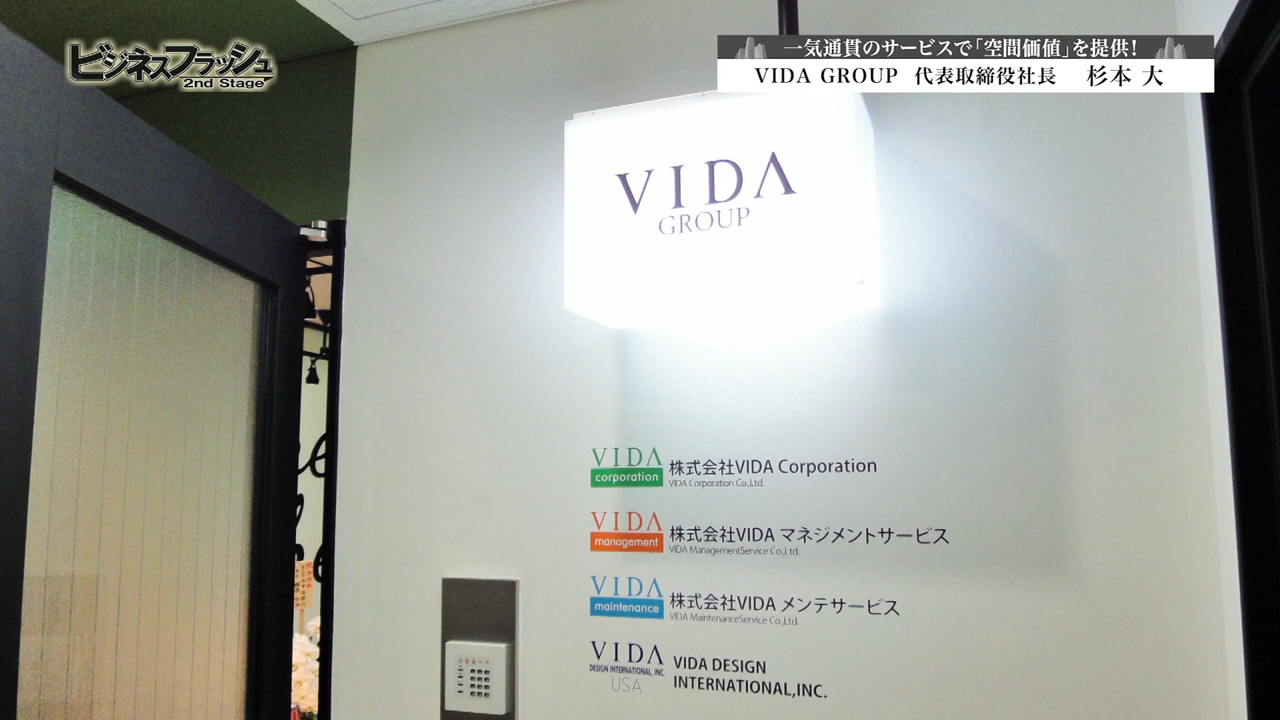 ビジネスフラッシュ
2nd Stage
一気通貫のサービスで「空間価値」を提供!
VIDA GROUP 代表取締役社長 杉本 大
VIDA
GROUP
VIDA
corporation
株式会社VIDA Corporation
VIDA Corporation Co.,Ltd.
VIDA
management
株式会社VIDA マネジメントサービス
VIDA ManagementService Co.,Ltd.
VIDA
maintenance
株式会社VIDA メンテサービス
VIDA MaintenanceService Co.,Ltd.
VIDA
DESIGN INTERNATIONAL, INC.
USA
VIDA DESIGN
INTERNATIONAL,INC.